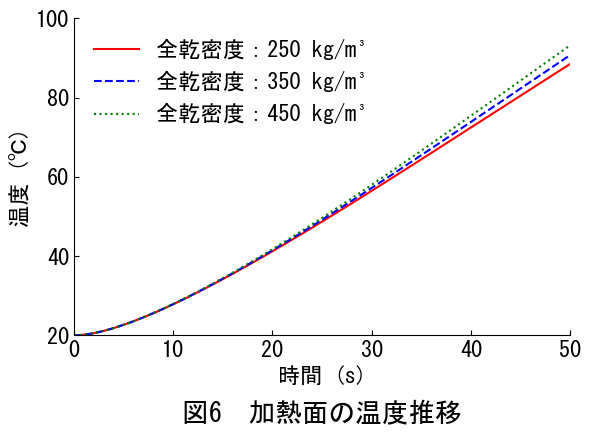 100
80
60
40
20
温度 (℃)
全乾密度：250 kg/m³
全乾密度：350 kg/m³
全乾密度：450 kg/m³
0 10 20 30 40 50
時間 (s)
図6 加熱面の温度推移